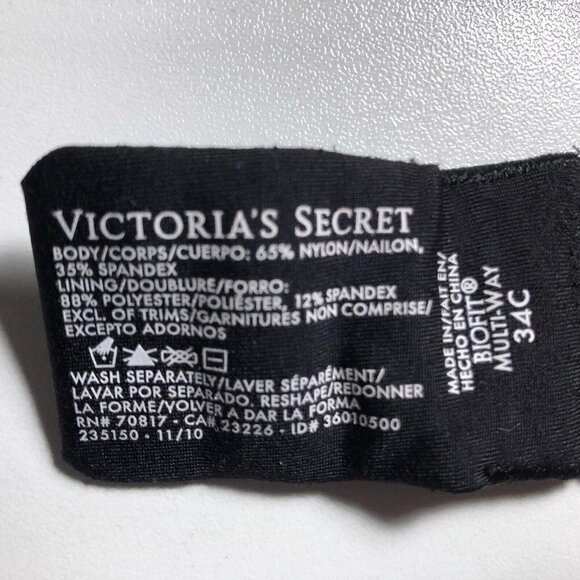 VICTORIA'S SECRET
BODY/CORPS/CUERPO: 65% NYLON/NAILON,
35% SPANDEX
LINING/DOUBLURE/FORRO:
88% POLYESTER/POLIÉSTER, 12% SPANDEX
EXCL. OF TRIMS/GARNITURES NON COMPRISE/
EXCEPTO ADORNOS
WASH SEPARATELY/LAVER SÉPARÉMENT/
LAVAR POR SEPARADO. RESHAPE/REDONNER
LA FORME/VOLVER A DAR LA FORMA
RN# 70817 - CA# 23226 - ID# 36010500
235150 - 11/10
MADE IN/FAIT EN/
HECHO EN CHINA
BIOFIT®
MULTI-WAY
34C